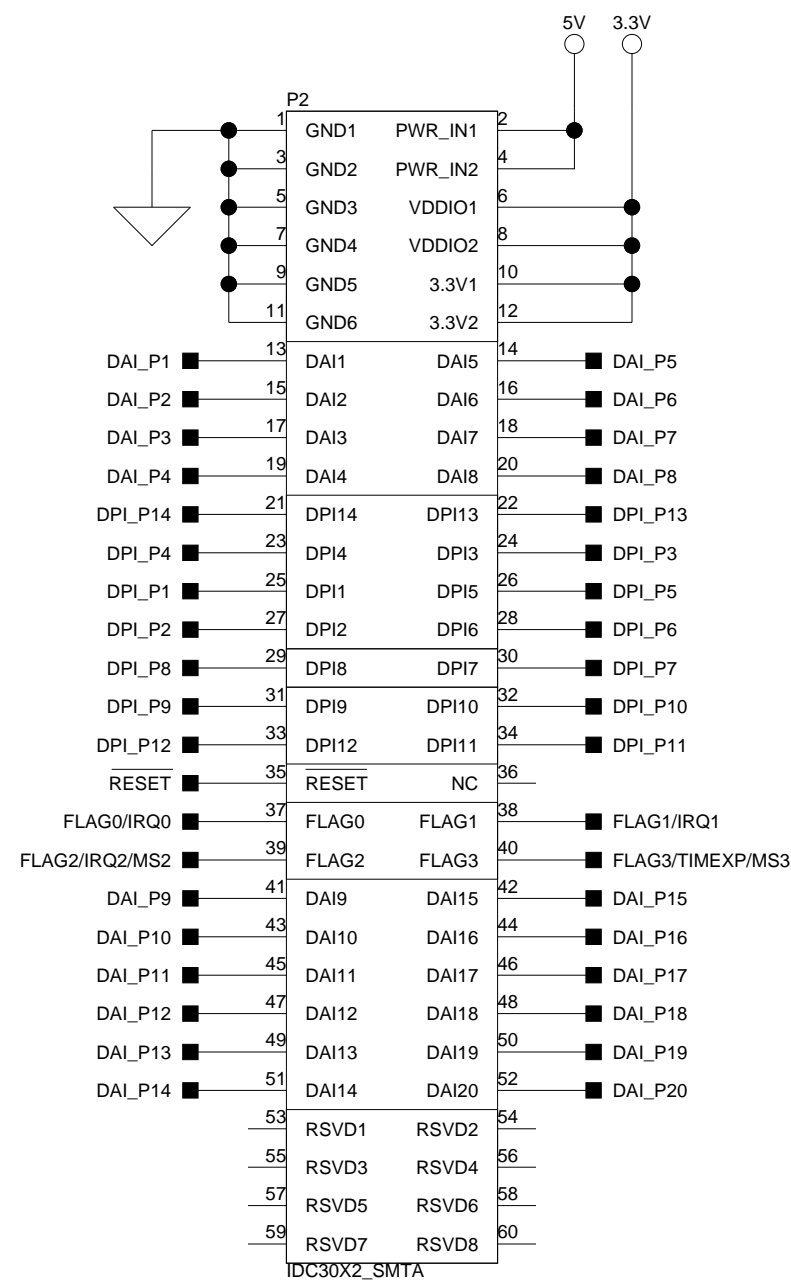 5V 3.3V
P2
1 GND1 PWR_IN1 2
3 GND2 PWR_IN2 4
5 GND3 VDDIO1 6
7 GND4 VDDIO2 8
9 GND5 3.3V1 10
11 GND6 3.3V2 12
DAI_P1 13 DAI1 DAI5 14 DAI_P5
DAI_P2 15 DAI2 DAI6 16 DAI_P6
DAI_P3 17 DAI3 DAI7 18 DAI_P7
DAI_P4 19 DAI4 DAI8 20 DAI_P8
DPI_P14 21 DPI14 DPI13 22 DPI_P13
DPI_P4 23 DPI4 DPI3 24 DPI_P3
DPI_P1 25 DPI1 DPI5 26 DPI_P5
DPI_P2 27 DPI2 DPI6 28 DPI_P6
DPI_P8 29 DPI8 DPI7 30 DPI_P7
DPI_P9 31 DPI9 DPI10 32 DPI_P10
DPI_P12 33 DPI12 DPI11 34 DPI_P11
RESET 35 RESET NC 36
FLAG0/IRQ0 37 FLAG0 FLAG1 38 FLAG1/IRQ1
FLAG2/IRQ2/MS2 39 FLAG2 FLAG3 40 FLAG3/TIMEXP/MS3
DAI_P9 41 DAI9 DAI15 42 DAI_P15
DAI_P10 43 DAI10 DAI16 44 DAI_P16
DAI_P11 45 DAI11 DAI17 46 DAI_P17
DAI_P12 47 DAI12 DAI18 48 DAI_P18
DAI_P13 49 DAI13 DAI19 50 DAI_P19
DAI_P14 51 DAI14 DAI20 52 DAI_P20
53 RSVD1 RSVD2 54
55 RSVD3 RSVD4 56
57 RSVD5 RSVD6 58
59 RSVD7 RSVD8 60
IDC30X2_SMTA